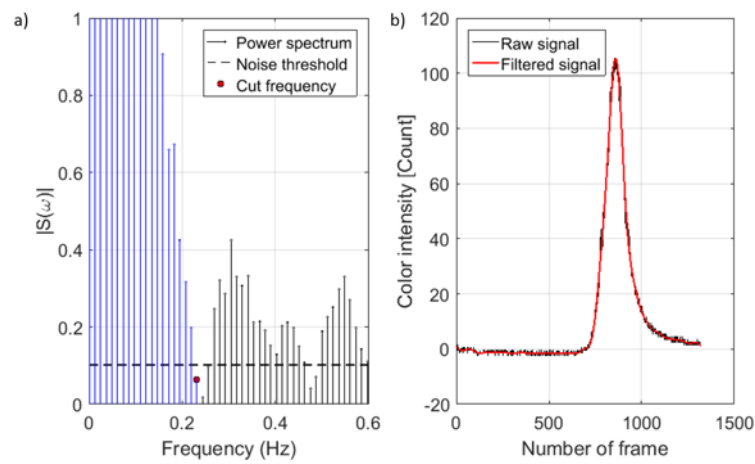 a)
|S(ω)|
1
0.8
0.6
0.4
0.2
0
0
0.2
0.4
0.6
Frequency (Hz)
Power spectrum
Noise threshold
Cut frequency
b)
Color intensity [Count]
120
100
80
60
40
20
0
-20
0
500
1000
1500
Number of frame
Raw signal
Filtered signal